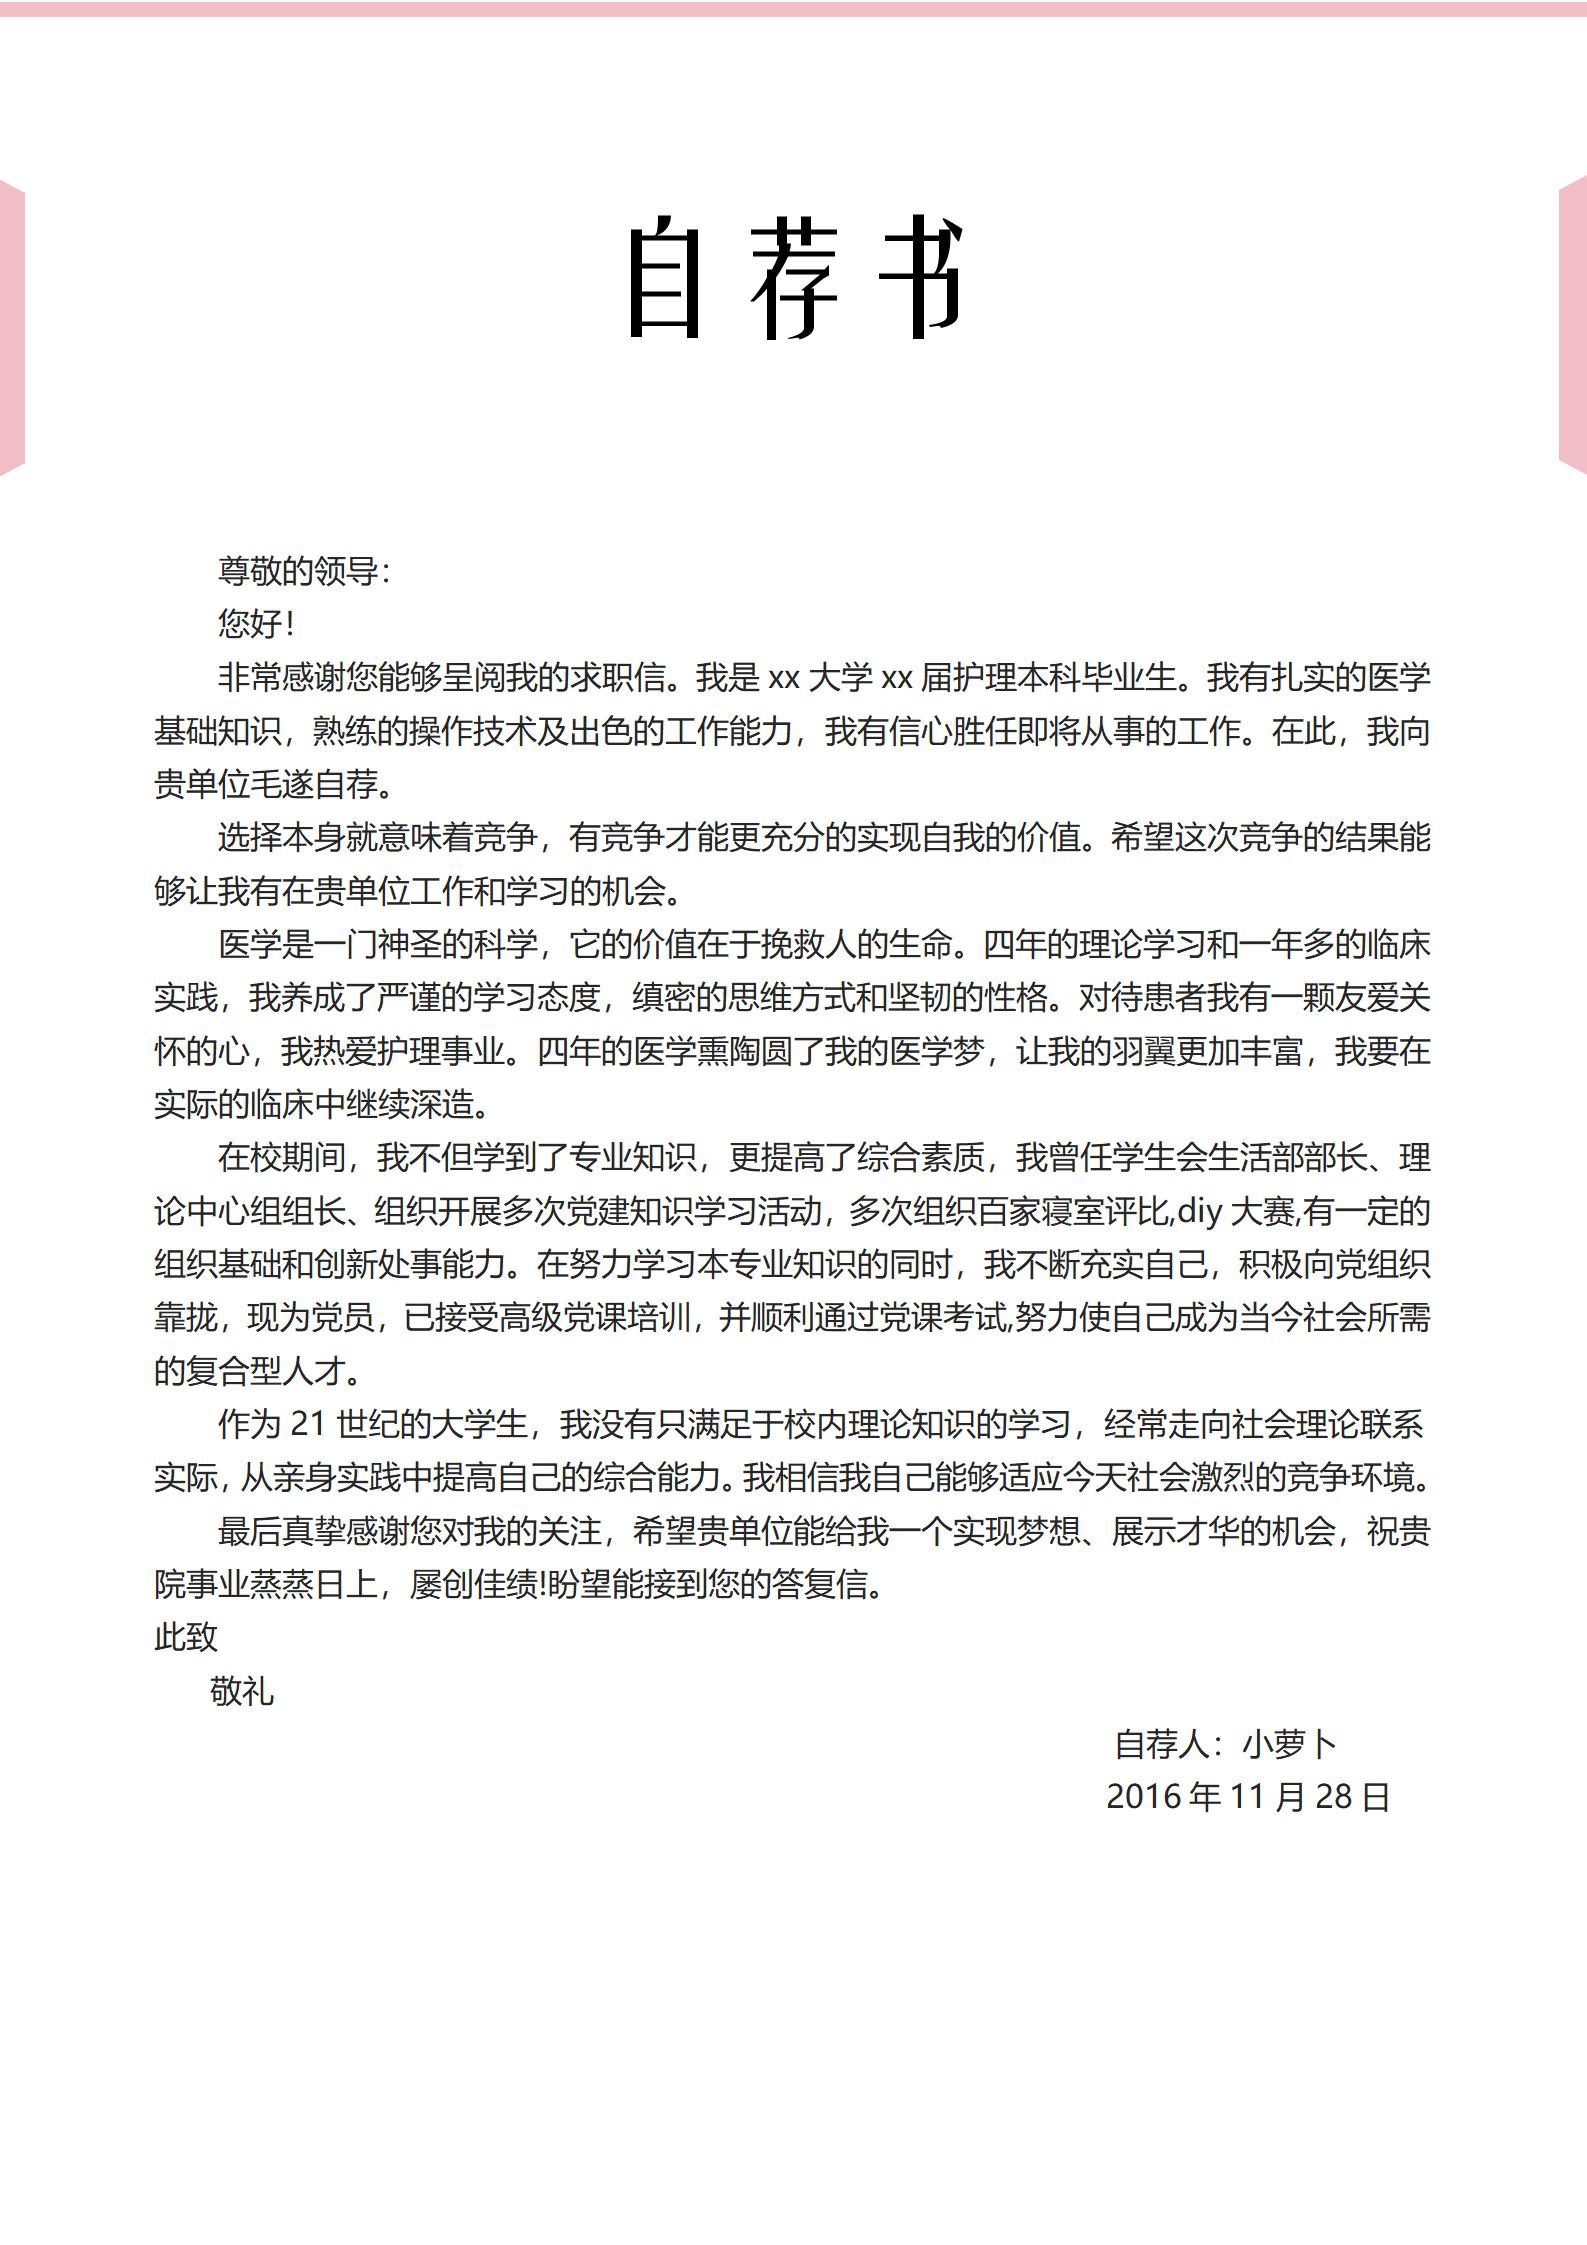 自荐书
尊敬的领导：
您好！
非常感谢您能够呈阅我的求职信。我是 xx 大学 xx 届护理本科毕业生。我有扎实的医学
基础知识，熟练的操作技术及出色的工作能力，我有信心胜任即将从事的工作。在此，我向
贵单位毛遂自荐。
选择本身就意味着竞争，有竞争才能更充分的实现自我的价值。希望这次竞争的结果能
够让我有在贵单位工作和学习的机会。
医学是一门神圣的科学，它的价值在于挽救人的生命。四年的理论学习和一年多的临床
实践，我养成了严谨的学习态度，缜密的思维方式和坚韧的性格。对待患者我有一颗友爱关
怀的心，我热爱护理事业。四年的医学熏陶圆了我的医学梦，让我的羽翼更加丰富，我要在
实际的临床中继续深造。
在校期间，我不但学到了专业知识，更提高了综合素质，我曾任学生会生活部部长、理
论中心组组长、组织开展多次党建知识学习活动，多次组织百家寝室评比,diy 大赛,有一定的
组织基础和创新处事能力。在努力学习本专业知识的同时，我不断充实自己，积极向党组织
靠拢，现为党员，已接受高级党课培训，并顺利通过党课考试,努力使自己成为当今社会所需
的复合型人才。
作为 21 世纪的大学生，我没有只满足于校内理论知识的学习，经常走向社会理论联系
实际，从亲身实践中提高自己的综合能力。我相信我自己能够适应今天社会激烈的竞争环境。
最后真挚感谢您对我的关注，希望贵单位能给我一个实现梦想、展示才华的机会，祝贵
院事业蒸蒸日上，屡创佳绩!盼望能接到您的答复信。
此致
敬礼
自荐人：小萝卜
2016 年 11 月 28 日